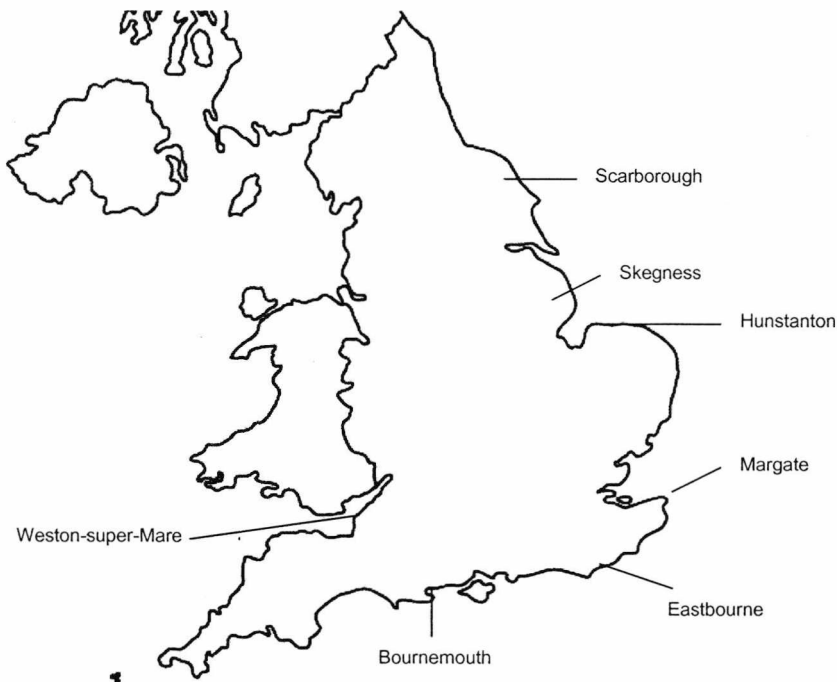 Scarborough
Skegness
Hunstanton
Margate
Weston-super-Mare
Eastbourne
Bournemouth